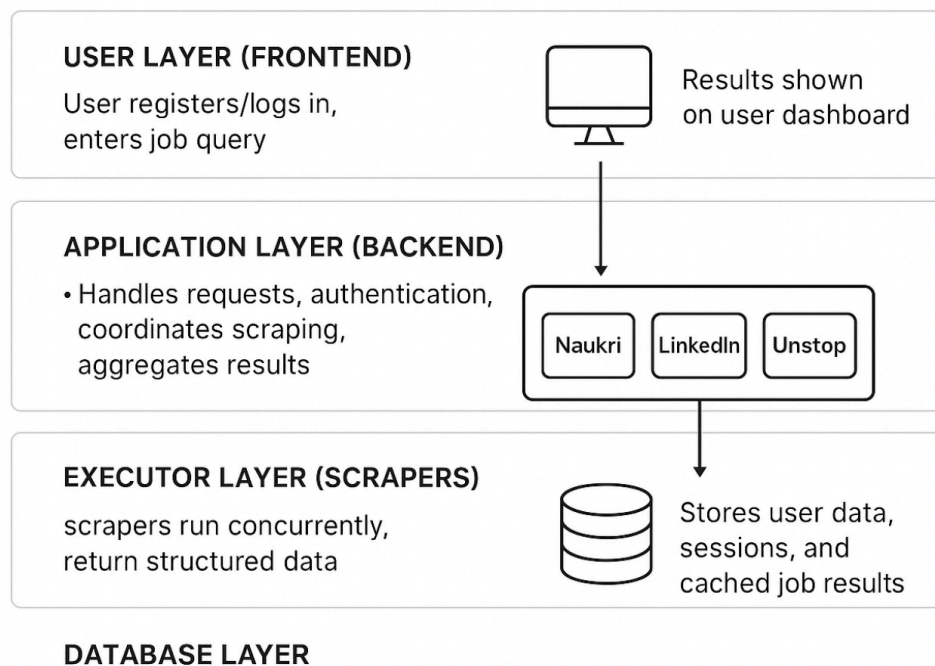 USER LAYER (FRONTEND)
User registers/logs in,
enters job query
Results shown
on user dashboard
APPLICATION LAYER (BACKEND)
• Handles requests, authentication,
coordinates scraping,
aggregates results
Naukri
LinkedIn
Unstop
EXECUTOR LAYER (SCRAPERS)
scrapers run concurrently,
return structured data
Stores user data,
sessions, and
cached job results
DATABASE LAYER